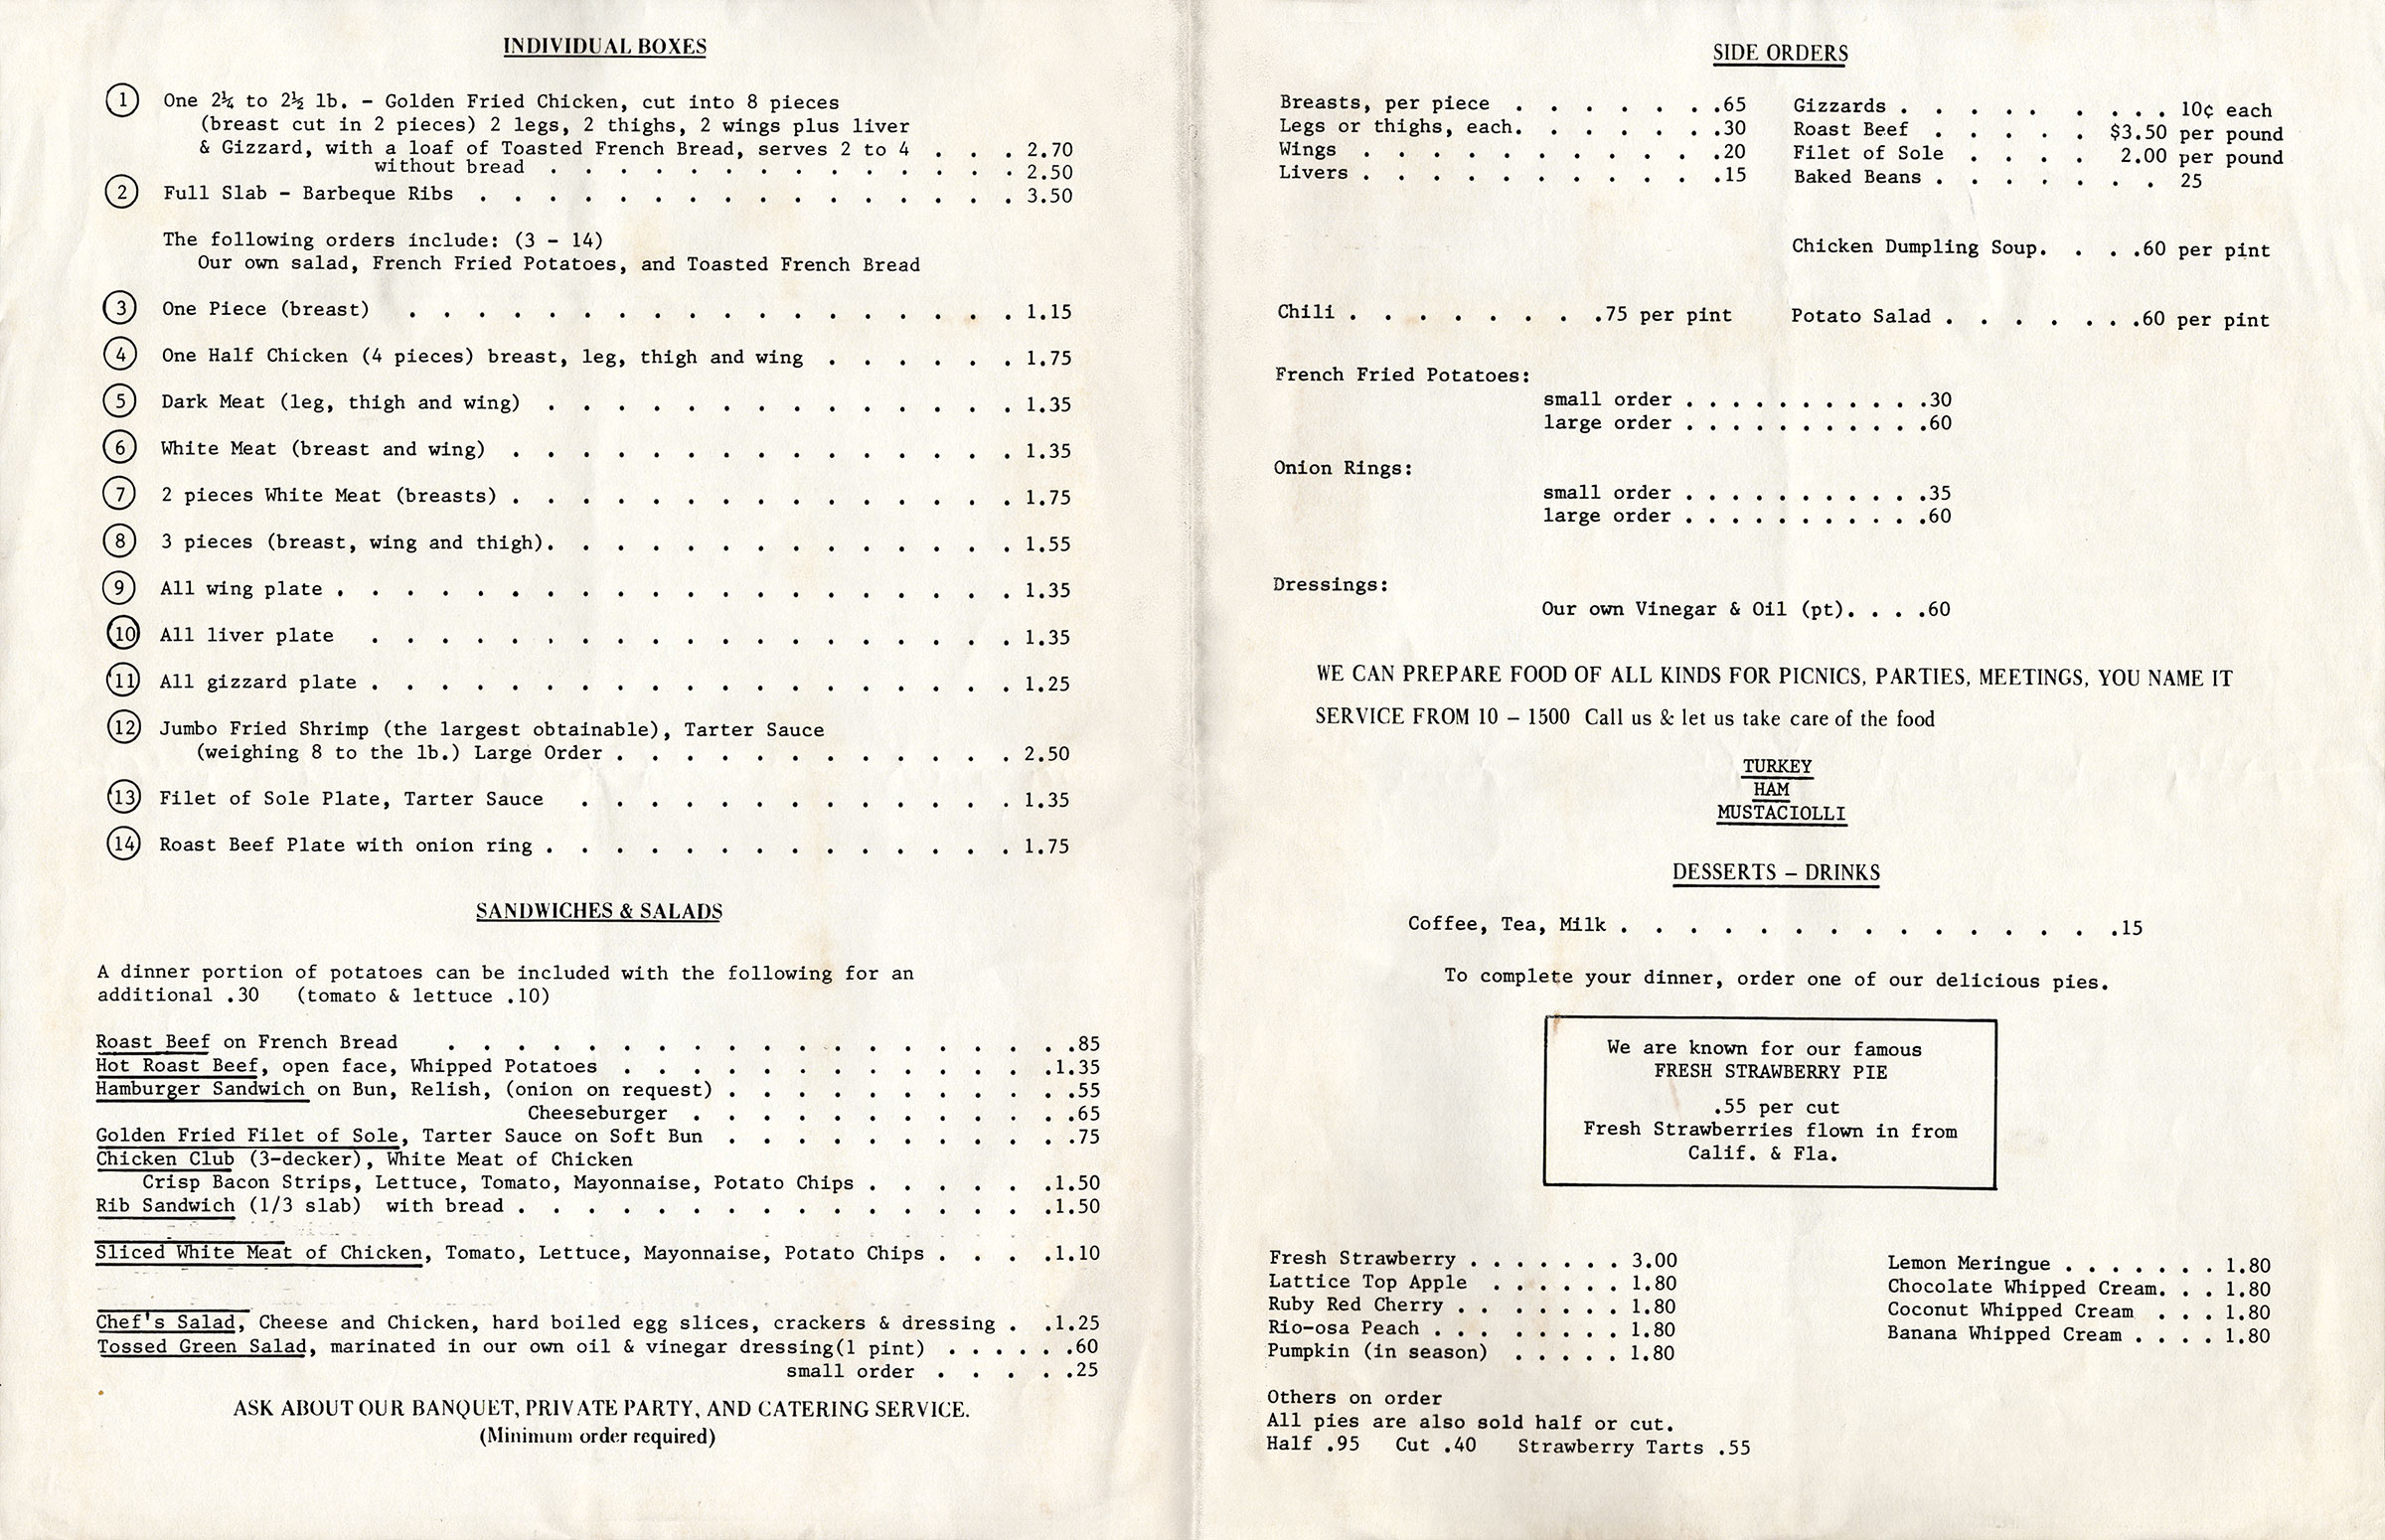 INDIVIDUAL BOXES
1 One 2¼ to 2½ lb. - Golden Fried Chicken, cut into 8 pieces
(breast cut in 2 pieces) 2 legs, 2 thighs, 2 wings plus liver
& Gizzard, with a loaf of Toasted French Bread, serves 2 to 4 . . . 2.70
without bread . . . . . . . . . . . . . . 2.50
2 Full Slab - Barbeque Ribs . . . . . . . . . . . . . . . . 3.50
The following orders include: (3 - 14)
Our own salad, French Fried Potatoes, and Toasted French Bread
3 One Piece (breast) . . . . . . . . . . . . . . . . . . 1.15
4 One Half Chicken (4 pieces) breast, leg, thigh and wing . . . . . . 1.75
5 Dark Meat (leg, thigh and wing) . . . . . . . . . . . . . . 1.35
6 White Meat (breast and wing) . . . . . . . . . . . . . . . 1.35
7 2 pieces White Meat (breasts) . . . . . . . . . . . . . . . 1.75
8 3 pieces (breast, wing and thigh). . . . . . . . . . . . . . 1.55
9 All wing plate . . . . . . . . . . . . . . . . . . . . 1.35
10 All liver plate . . . . . . . . . . . . . . . . . . . 1.35
11 All gizzard plate . . . . . . . . . . . . . . . . . . . 1.25
12 Jumbo Fried Shrimp (the largest obtainable), Tarter Sauce
(weighing 8 to the lb.) Large Order . . . . . . . . . . . . 2.50
13 Filet of Sole Plate, Tarter Sauce . . . . . . . . . . . . . 1.35
14 Roast Beef Plate with onion ring . . . . . . . . . . . . . . 1.75
SANDWICHES & SALADS
A dinner portion of potatoes can be included with the following for an
additional .30 (tomato & lettuce .10)
Roast Beef on French Bread . . . . . . . . . . . . . . . . . . .85
Hot Roast Beef, open face, Whipped Potatoes . . . . . . . . . . . . .1.35
Hamburger Sandwich on Bun, Relish, (onion on request) . . . . . . . . . . .55
Cheeseburger . . . . . . . . . . . .65
Golden Fried Filet of Sole, Tarter Sauce on Soft Bun . . . . . . . . . . .75
Chicken Club (3-decker), White Meat of Chicken
Crisp Bacon Strips, Lettuce, Tomato, Mayonnaise, Potato Chips . . . . . .1.50
Rib Sandwich (1/3 slab) with bread . . . . . . . . . . . . . . . .1.50
Sliced White Meat of Chicken, Tomato, Lettuce, Mayonnaise, Potato Chips . . . .1.10
Chef's Salad, Cheese and Chicken, hard boiled egg slices, crackers & dressing . .1.25
Tossed Green Salad, marinated in our own oil & vinegar dressing(1 pint) . . . . . .60
small order . . . . .25
ASK ABOUT OUR BANQUET, PRIVATE PARTY, AND CATERING SERVICE.
(Minimum order required)
SIDE ORDERS
Breasts, per piece . . . . . . .65
Legs or thighs, each. . . . . . .30
Wings . . . . . . . . . . .20
Livers . . . . . . . . . . .15
Gizzards . . . . . . . . 10¢ each
Roast Beef . . . . . $3.50 per pound
Filet of Sole . . . . 2.00 per pound
Baked Beans . . . . . . . 25
Chicken Dumpling Soup. . . .60 per pint
Chili . . . . . . . .75 per pint
Potato Salad . . . . . . . .60 per pint
French Fried Potatoes:
small order . . . . . . . . . . .30
large order . . . . . . . . . . .60
Onion Rings:
small order . . . . . . . . . . .35
large order . . . . . . . . . . .60
Dressings:
Our own Vinegar & Oil (pt). . . .60
WE CAN PREPARE FOOD OF ALL KINDS FOR PICNICS, PARTIES, MEETINGS, YOU NAME IT
SERVICE FROM 10 – 1500 Call us & let us take care of the food
TURKEY
HAM
MUSTACIOLLI
DESSERTS – DRINKS
Coffee, Tea, Milk . . . . . . . . . . . . . . . .15
To complete your dinner, order one of our delicious pies.
We are known for our famous
FRESH STRAWBERRY PIE
.55 per cut
Fresh Strawberries flown in from
Calif. & Fla.
Fresh Strawberry . . . . . . . 3.00
Lattice Top Apple . . . . . . 1.80
Ruby Red Cherry . . . . . . . 1.80
Rio-osa Peach . . . . . . . . 1.80
Pumpkin (in season) . . . . . 1.80
Lemon Meringue . . . . . . . 1.80
Chocolate Whipped Cream. . . 1.80
Coconut Whipped Cream . . . 1.80
Banana Whipped Cream . . . . 1.80
Others on order
All pies are also sold half or cut.
Half .95 Cut .40 Strawberry Tarts .55